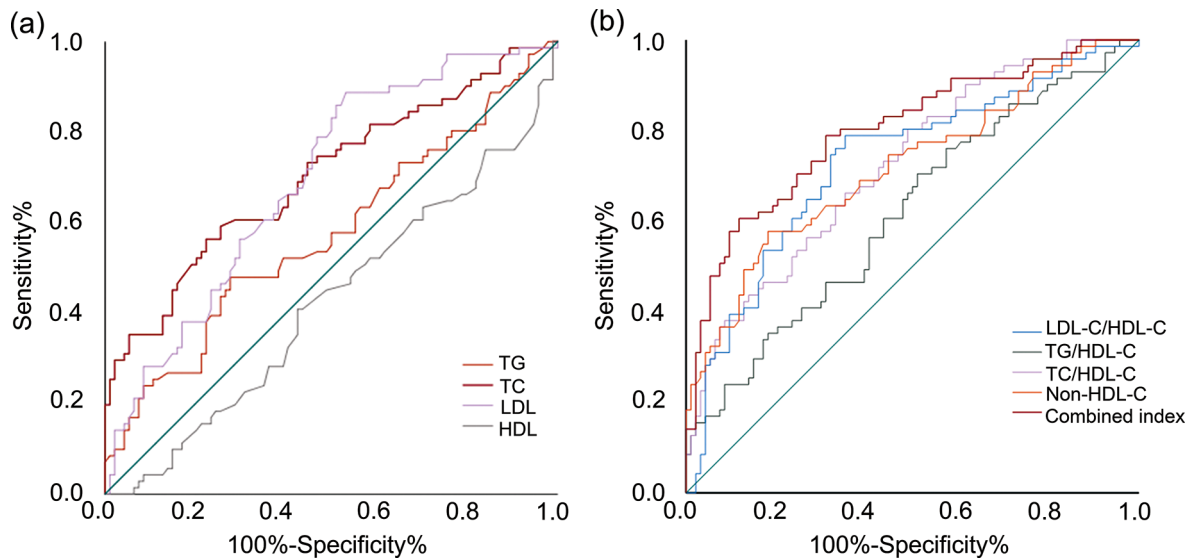 (a)
1.0
0.8
0.6
0.4
0.2
0.0
Sensitivity%
0.0 0.2 0.4 0.6 0.8 1.0
100%-Specificity%
TG
TC
LDL
HDL
(b)
1.0
0.8
0.6
0.4
0.2
0.0
Sensitivity%
0.0 0.2 0.4 0.6 0.8 1.0
100%-Specificity%
LDL-C/HDL-C
TG/HDL-C
TC/HDL-C
Non-HDL-C
Combined index